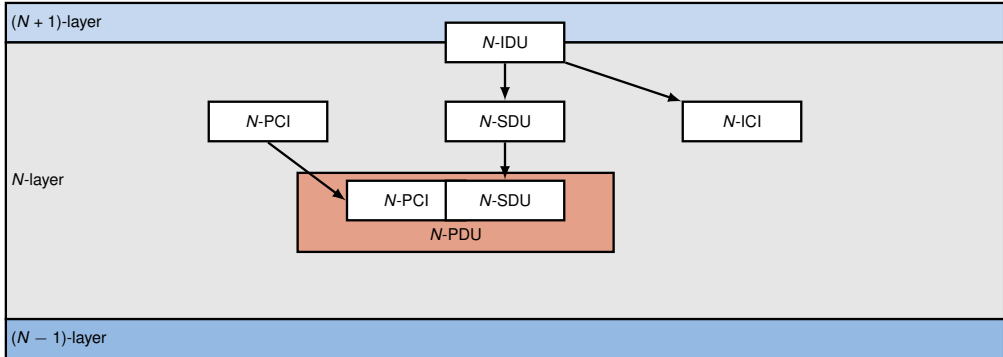 (N + 1)-layer
N-IDU
N-PCI
N-SDU
N-ICI
N-layer
N-PCI
N-SDU
N-PDU
(N − 1)-layer